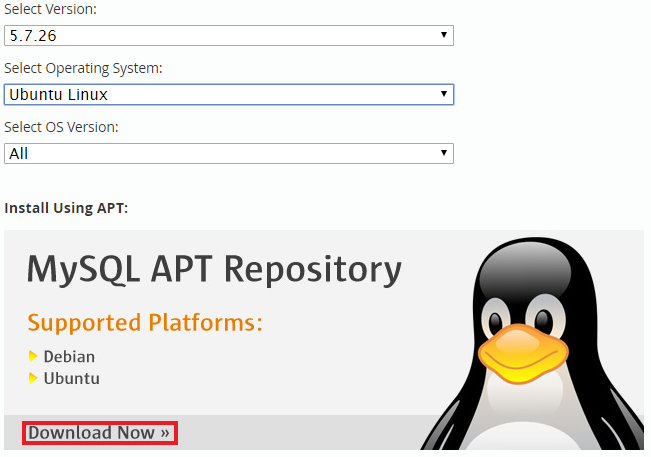 Select Version:
5.7.26
Select Operating System:
Ubuntu Linux
Select OS Version:
All
Install Using APT:
MySQL APT Repository
Supported Platforms:
Debian
Ubuntu
Download Now »